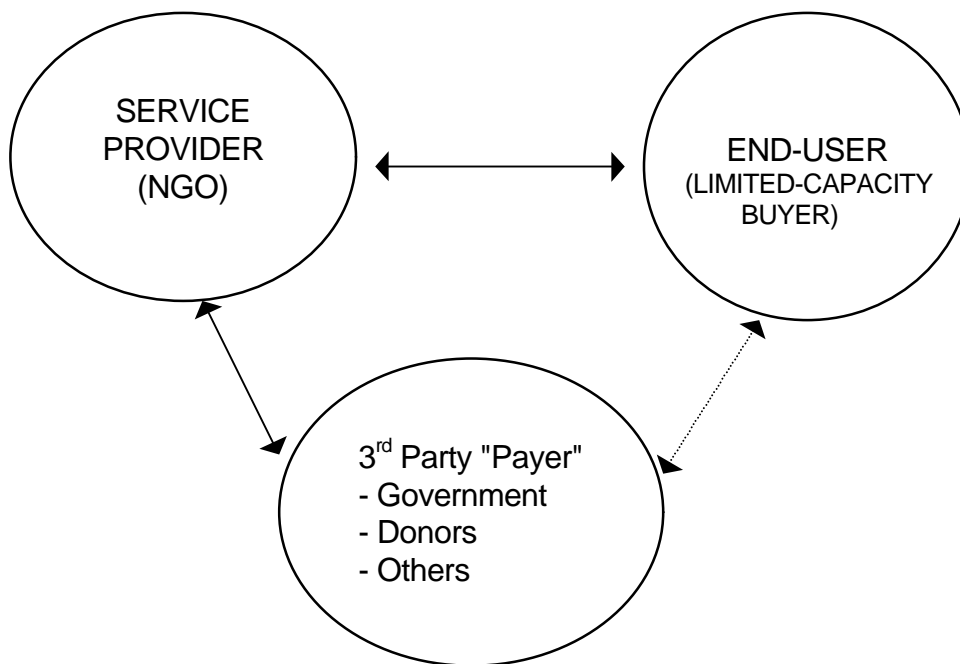 SERVICE
PROVIDER
(NGO)
END-USER
(LIMITED-CAPACITY
BUYER)
3rd Party "Payer"
- Government
- Donors
- Others